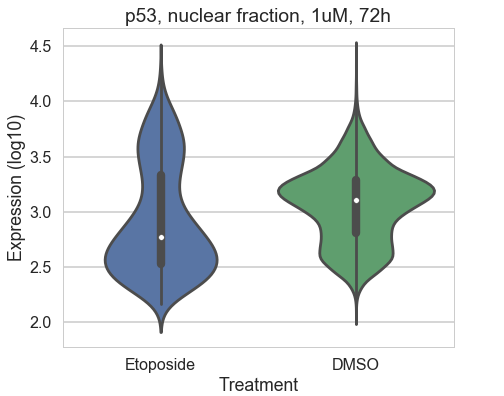 p53, nuclear fraction, 1uM, 72h
4.5
4.0
3.5
3.0
2.5
2.0
Expression (log10)
Etoposide DMSO
Treatment